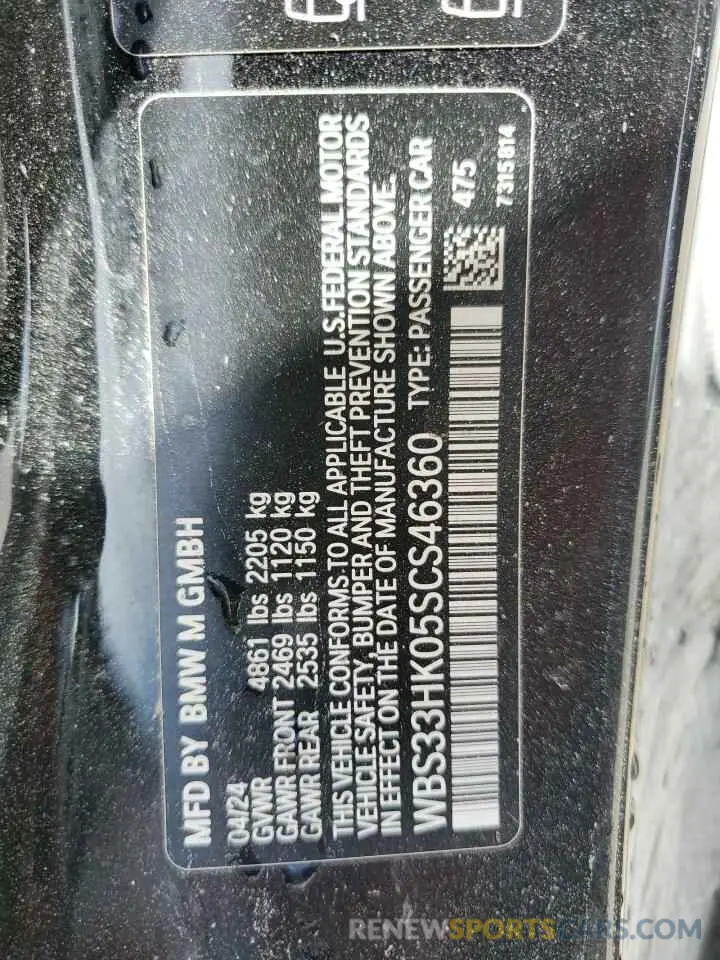 MFD BY BMW M GMBH
04/24
GVWR 4861 lbs 2205 kg
GAWR FRONT 2469 lbs 1120 kg
GAWR REAR 2535 lbs 1150 kg
THIS VEHICLE CONFORMS TO ALL APPLICABLE U.S.FEDERAL MOTOR
VEHICLE SAFETY, BUMPER AND THEFT PREVENTION STANDARDS
IN EFFECT ON THE DATE OF MANUFACTURE SHOWN ABOVE.
WBS33HK05SCS46360 TYPE: PASSENGER CAR
475
7315614
RENEWSPORTSCARS.COM